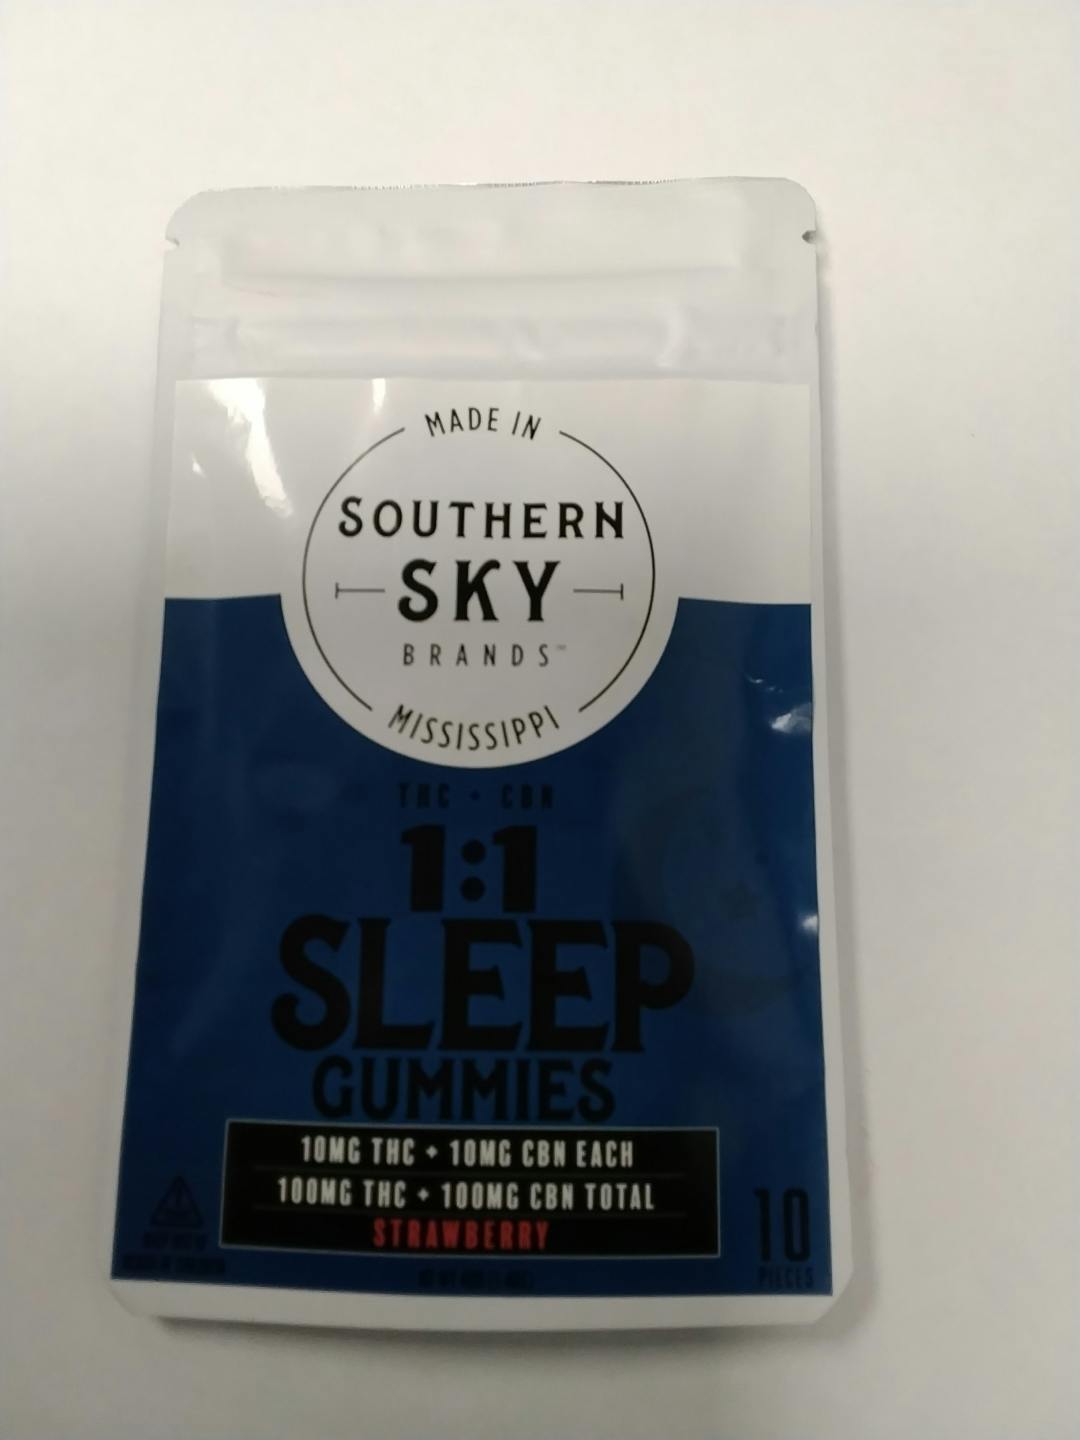 MADE IN
SOUTHERN
SKY
BRANDS™
MISSISSIPPI
THC • CBN
1:1
SLEEP
GUMMIES
10MG THC + 10MG CBN EACH
100MG THC + 100MG CBN TOTAL
STRAWBERRY
10
PIECES